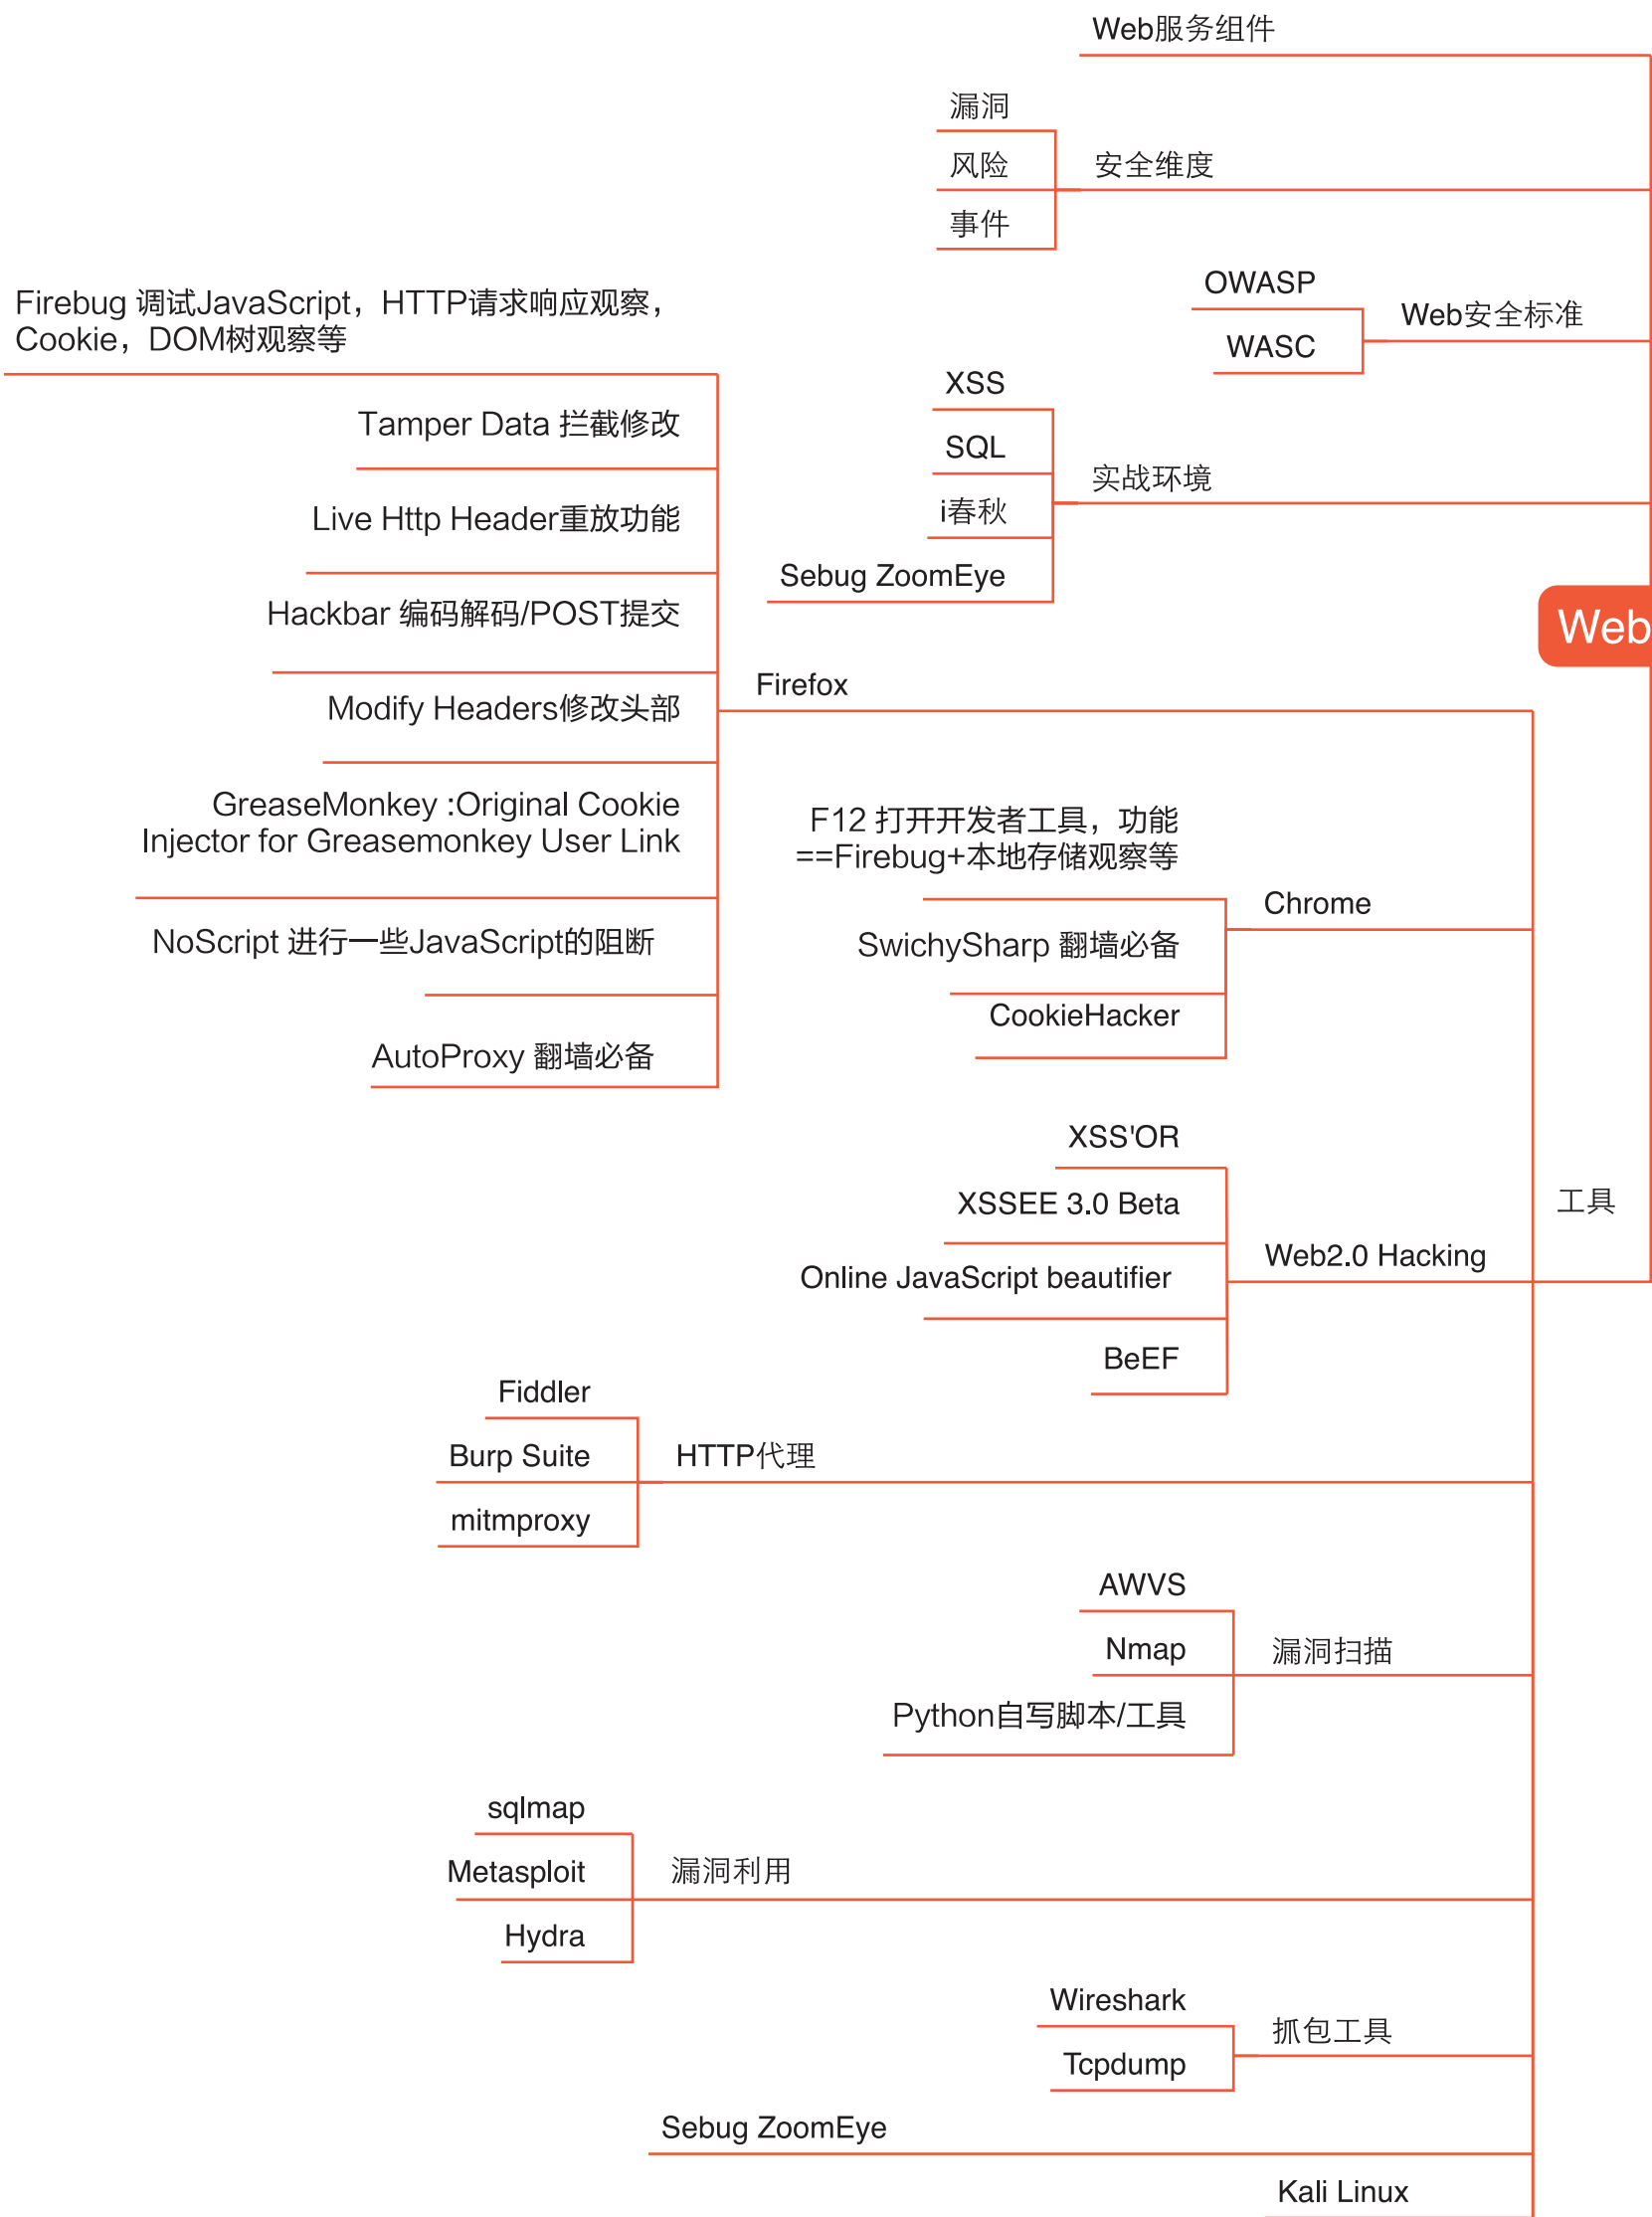 Web服务组件
漏洞
风险
安全维度
事件
OWASP
Web安全标准
WASC
XSS
SQL
实战环境
i春秋
Sebug ZoomEye
Web
Firebug 调试JavaScript，HTTP请求响应观察，
Cookie，DOM树观察等
Tamper Data 拦截修改
Live Http Header重放功能
Hackbar 编码解码/POST提交
Modify Headers修改头部
GreaseMonkey :Original Cookie
Injector for Greasemonkey User Link
NoScript 进行一些JavaScript的阻断
AutoProxy 翻墙必备
Firefox
F12 打开开发者工具，功能
==Firebug+本地存储观察等
Chrome
SwichySharp 翻墙必备
CookieHacker
XSS'OR
XSSEE 3.0 Beta
工具
Web2.0 Hacking
Online JavaScript beautifier
BeEF
Fiddler
Burp Suite
HTTP代理
mitmproxy
AWVS
Nmap
漏洞扫描
Python自写脚本/工具
sqlmap
Metasploit
漏洞利用
Hydra
Wireshark
抓包工具
Tcpdump
Sebug ZoomEye
Kali Linux